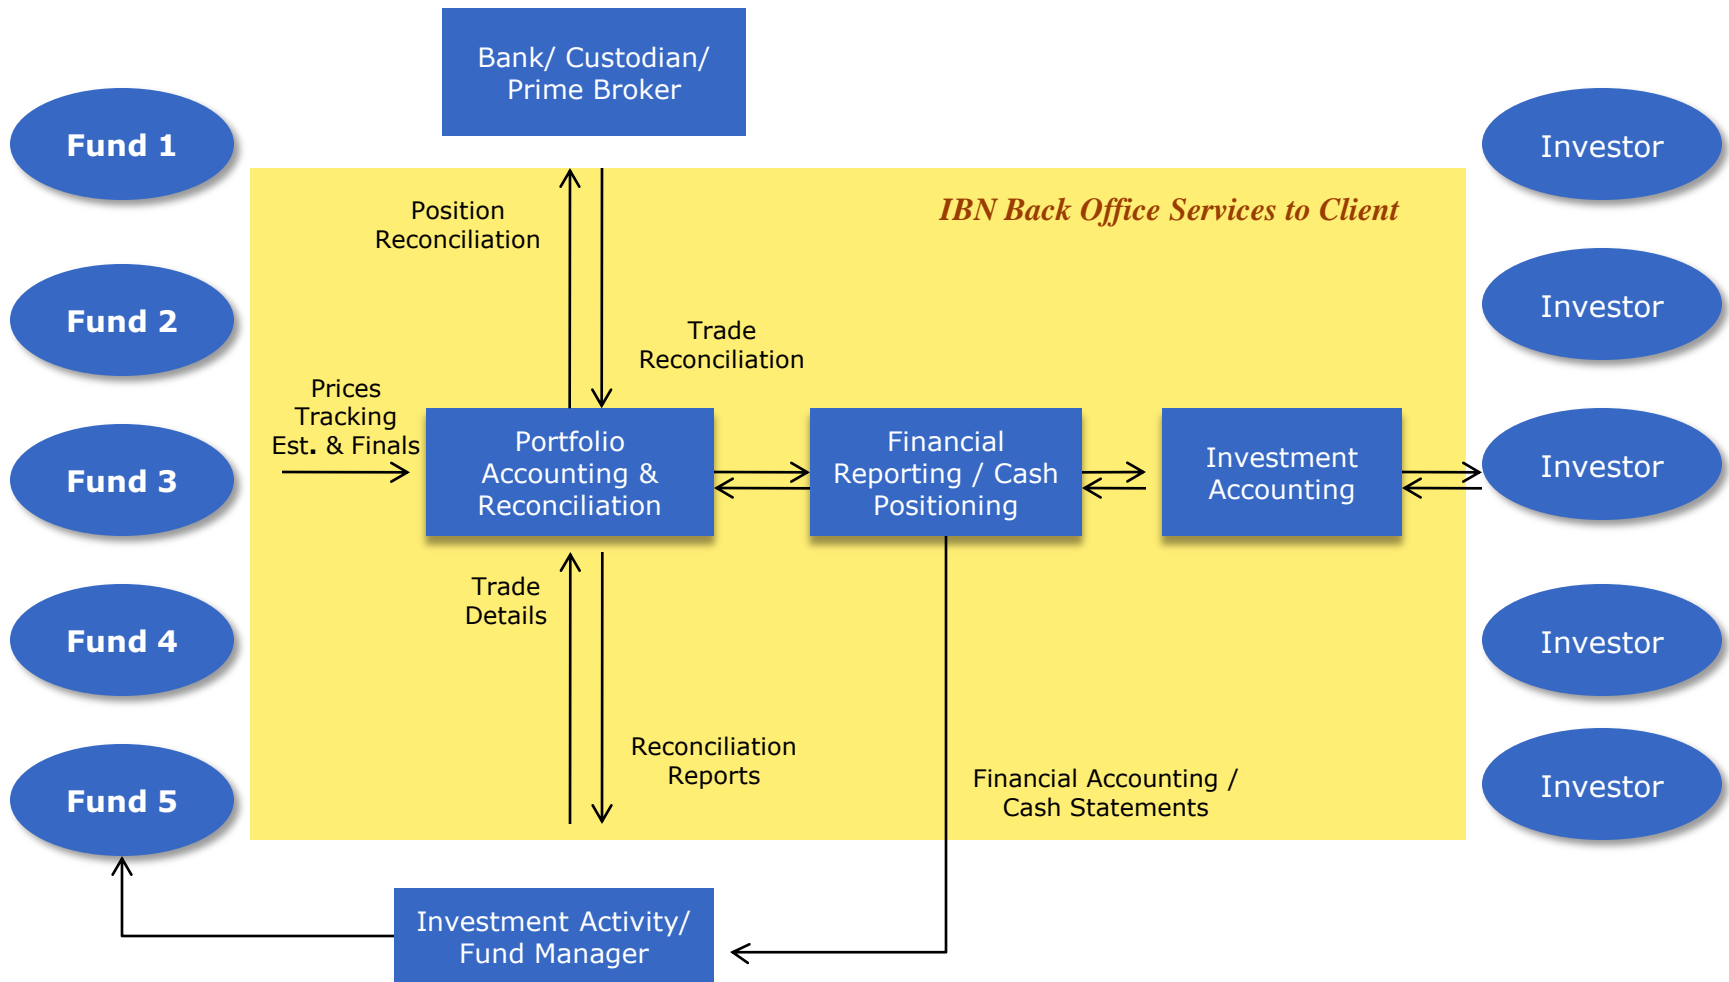 Bank/ Custodian/
Prime Broker
Fund 1
Investor
IBN Back Office Services to Client
Position
Reconciliation
Fund 2
Investor
Trade
Reconciliation
Prices
Tracking
Est. & Finals
Fund 3
Portfolio
Accounting &
Reconciliation
Financial
Reporting / Cash
Positioning
Investment
Accounting
Investor
Trade
Details
Fund 4
Investor
Reconciliation
Reports
Financial Accounting /
Cash Statements
Fund 5
Investor
Investment Activity/
Fund Manager